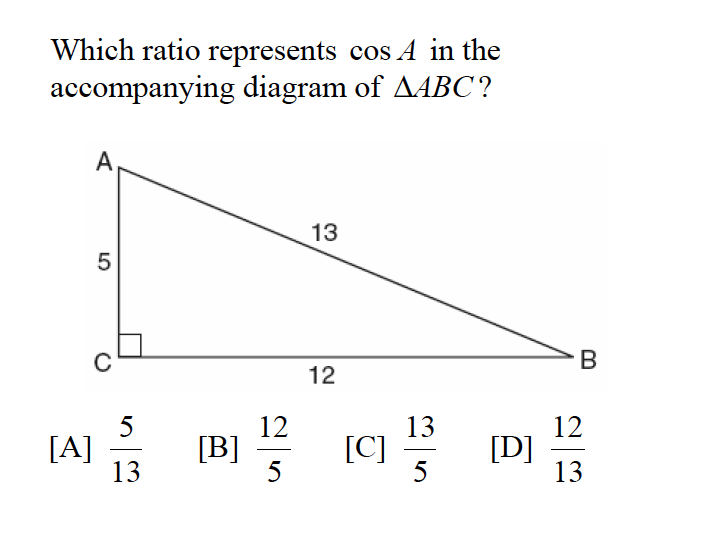 Which ratio represents cos A in the
accompanying diagram of ΔABC?
A
13
5
C
B
12
[A] 5/13 [B] 12/5 [C] 13/5 [D] 12/13